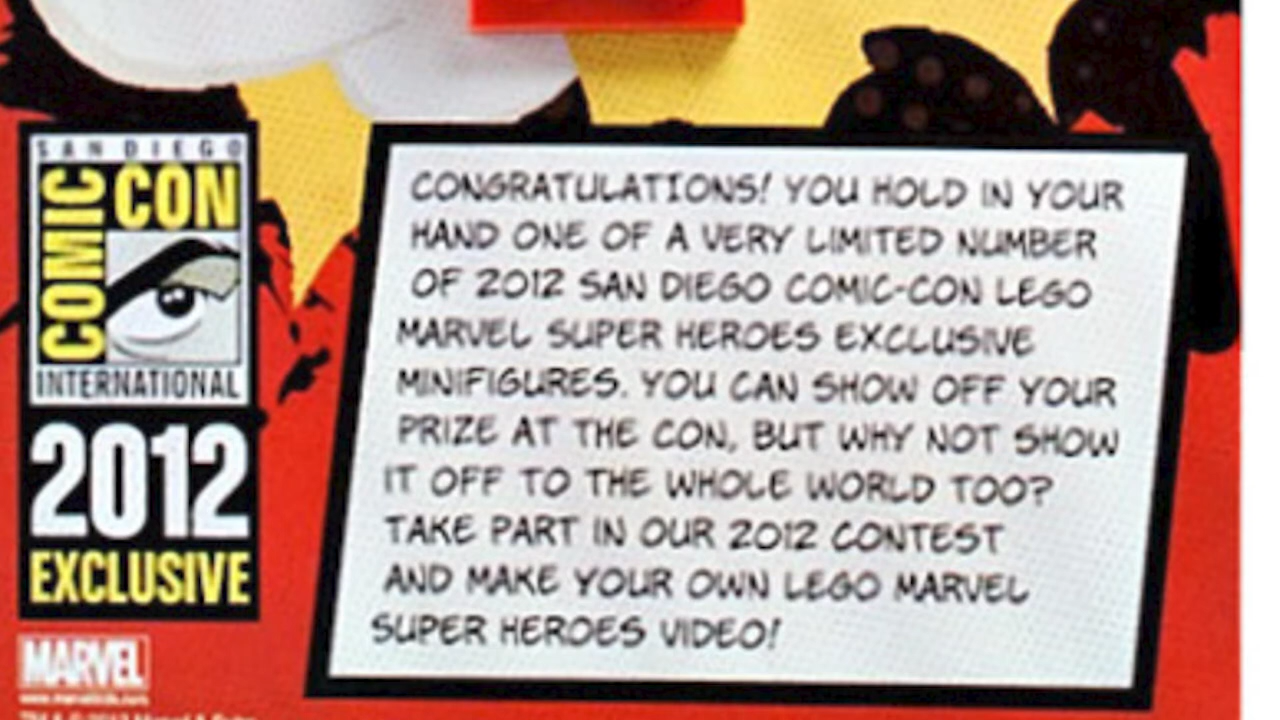 SAN DIEGO
COMIC CON
INTERNATIONAL
2012
EXCLUSIVE
MARVEL
CONGRATULATIONS! YOU HOLD IN YOUR
HAND ONE OF A VERY LIMITED NUMBER
OF 2012 SAN DIEGO COMIC-CON LEGO
MARVEL SUPER HEROES EXCLUSIVE
MINIFIGURES. YOU CAN SHOW OFF YOUR
PRIZE AT THE CON, BUT WHY NOT SHOW
IT OFF TO THE WHOLE WORLD TOO?
TAKE PART IN OUR 2012 CONTEST
AND MAKE YOUR OWN LEGO MARVEL
SUPER HEROES VIDEO!